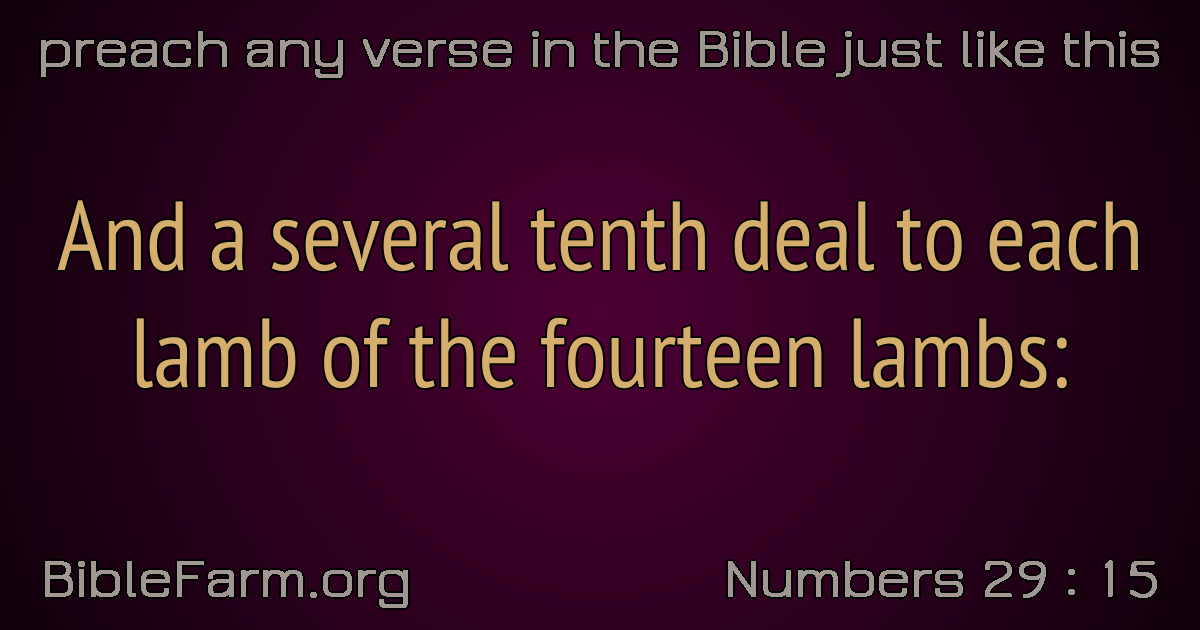 preach any verse in the Bible just like this
And a several tenth deal to each
lamb of the fourteen lambs:
BibleFarm.org
Numbers 29 : 15